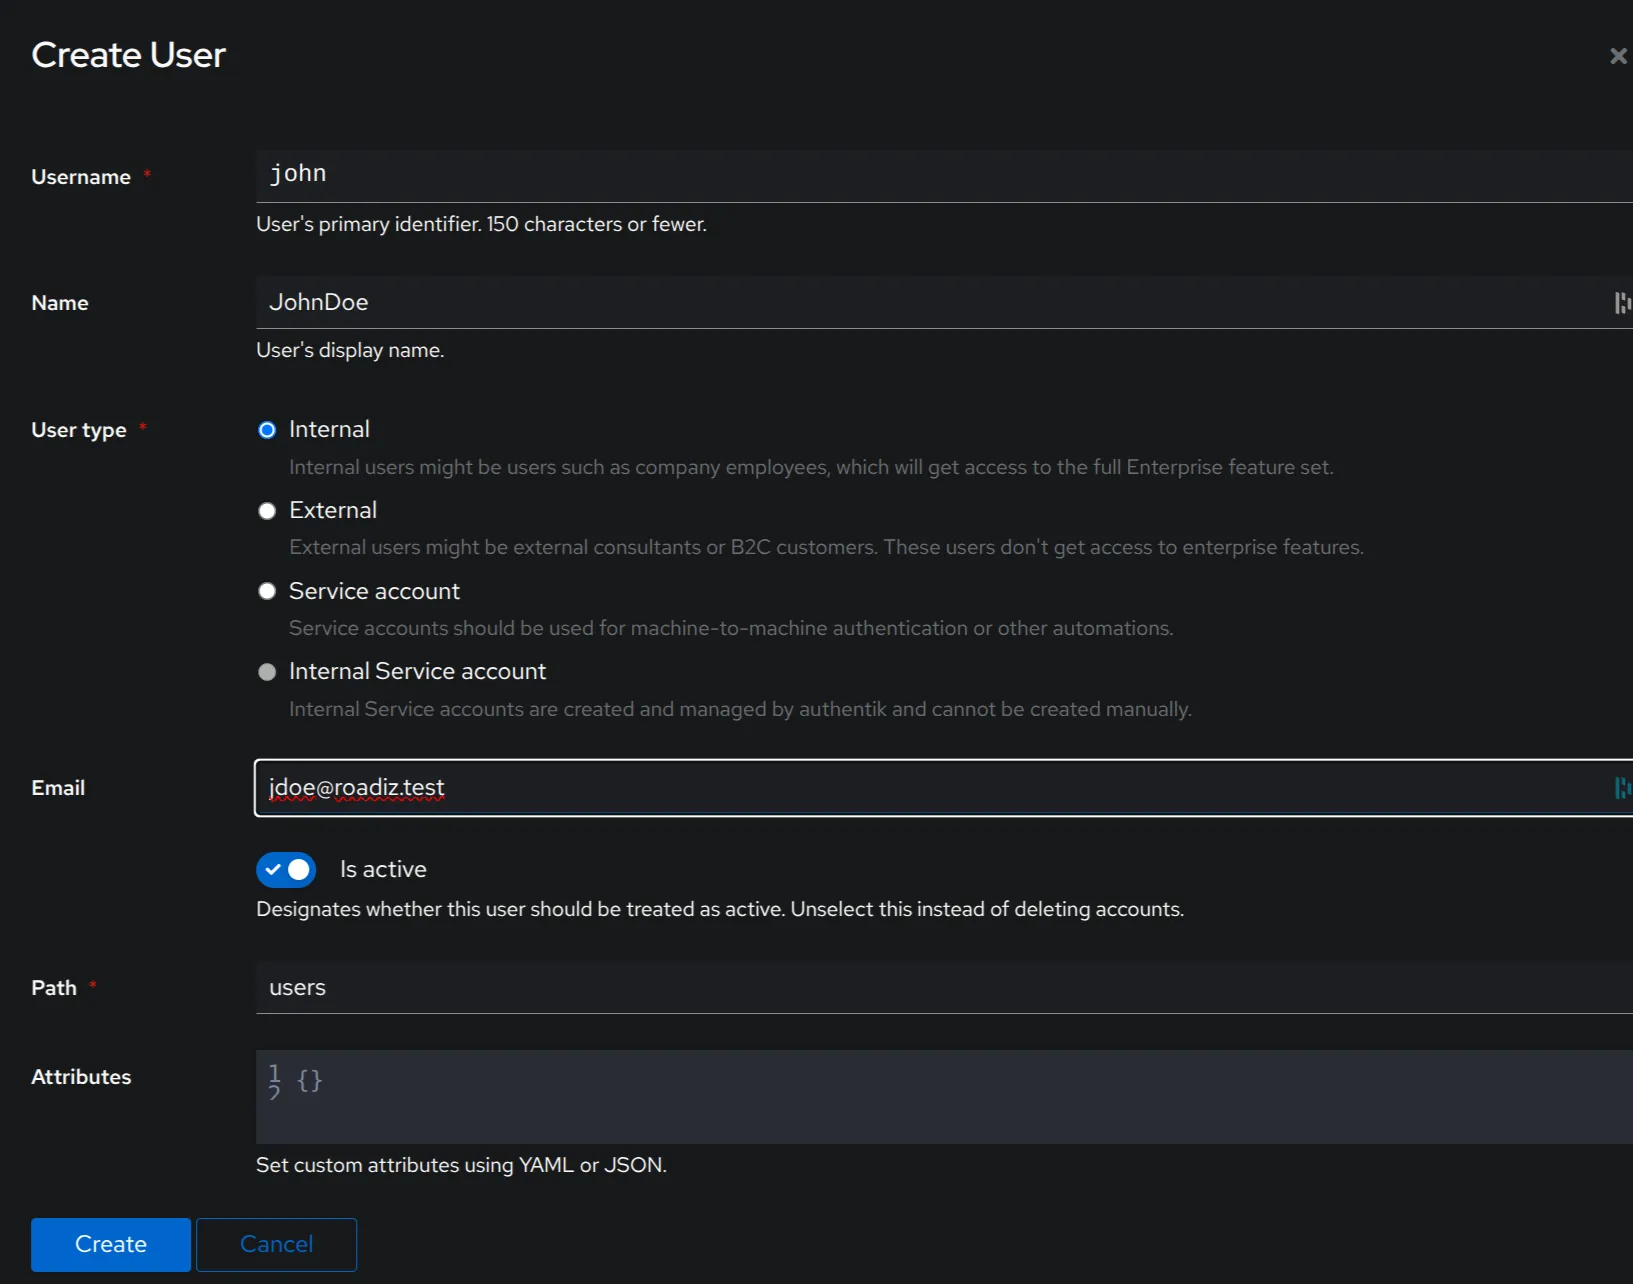 Create User
Username *
john
User's primary identifier. 150 characters or fewer.
Name
JohnDoe
User's display name.
User type *
Internal
Internal users might be users such as company employees, which will get access to the full Enterprise feature set.
External
External users might be external consultants or B2C customers. These users don't get access to enterprise features.
Service account
Service accounts should be used for machine-to-machine authentication or other automations.
Internal Service account
Internal Service accounts are created and managed by authentik and cannot be created manually.
Email
jdoe@roadiz.test
Is active
Designates whether this user should be treated as active. Unselect this instead of deleting accounts.
Path *
users
Attributes
1 {}
2
Set custom attributes using YAML or JSON.
Create Cancel